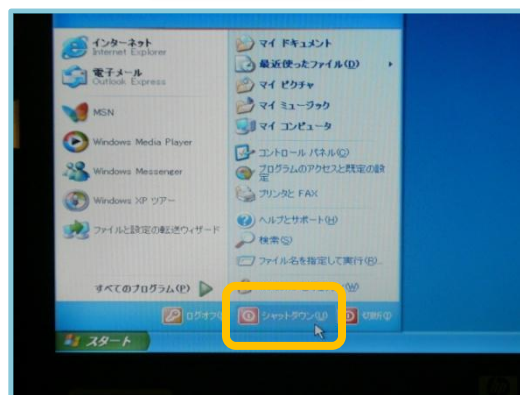 インターネット
Internet Explorer
電子メール
Outlook Express
MSN
Windows Media Player
Windows Messenger
Windows XP ツアー
ファイルと設定の転送ウィザード
すべてのプログラム(P)
マイ ドキュメント
最近使ったファイル(D)
マイ ピクチャ
マイ ミュージック
マイ コンピュータ
コントロール パネル(C)
プログラムのアクセスと既定の設
定
プリンタと FAX
ヘルプとサポート(H)
検索(S)
ファイル名を指定して実行(R)...
(W)
ログオフ(L)
シャットダウン(U)
切断(I)
スタート
hp